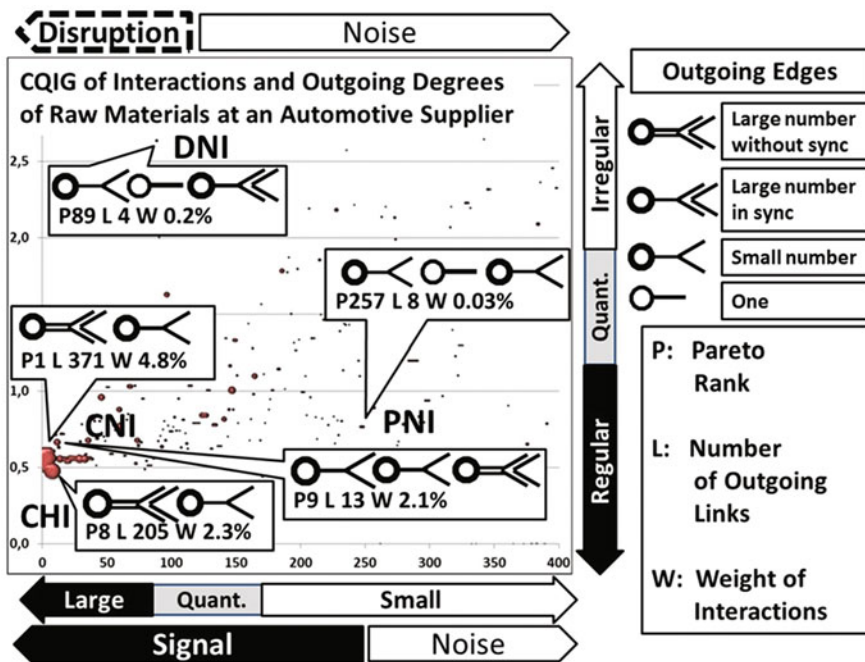 Disruption
Noise
CQIG of Interactions and Outgoing Degrees
of Raw Materials at an Automotive Supplier
DNI
2,5
P89 L 4 W 0.2%
2,0
P257 L 8 W 0.03%
P1 L 371 W 4.8%
1,0
CNI
PNI
0,5
P9 L 13 W 2.1%
CHI
P8 L 205 W 2.3%
0,0
0
50
100
150
200
250
300
350
400
Large
Quant.
Small
Signal
Noise
Irregular
Quant.
Regular
Outgoing Edges
Large number
without sync
Large number
in sync
Small number
One
P: Pareto
Rank
L: Number
of Outgoing
Links
W: Weight of
Interactions